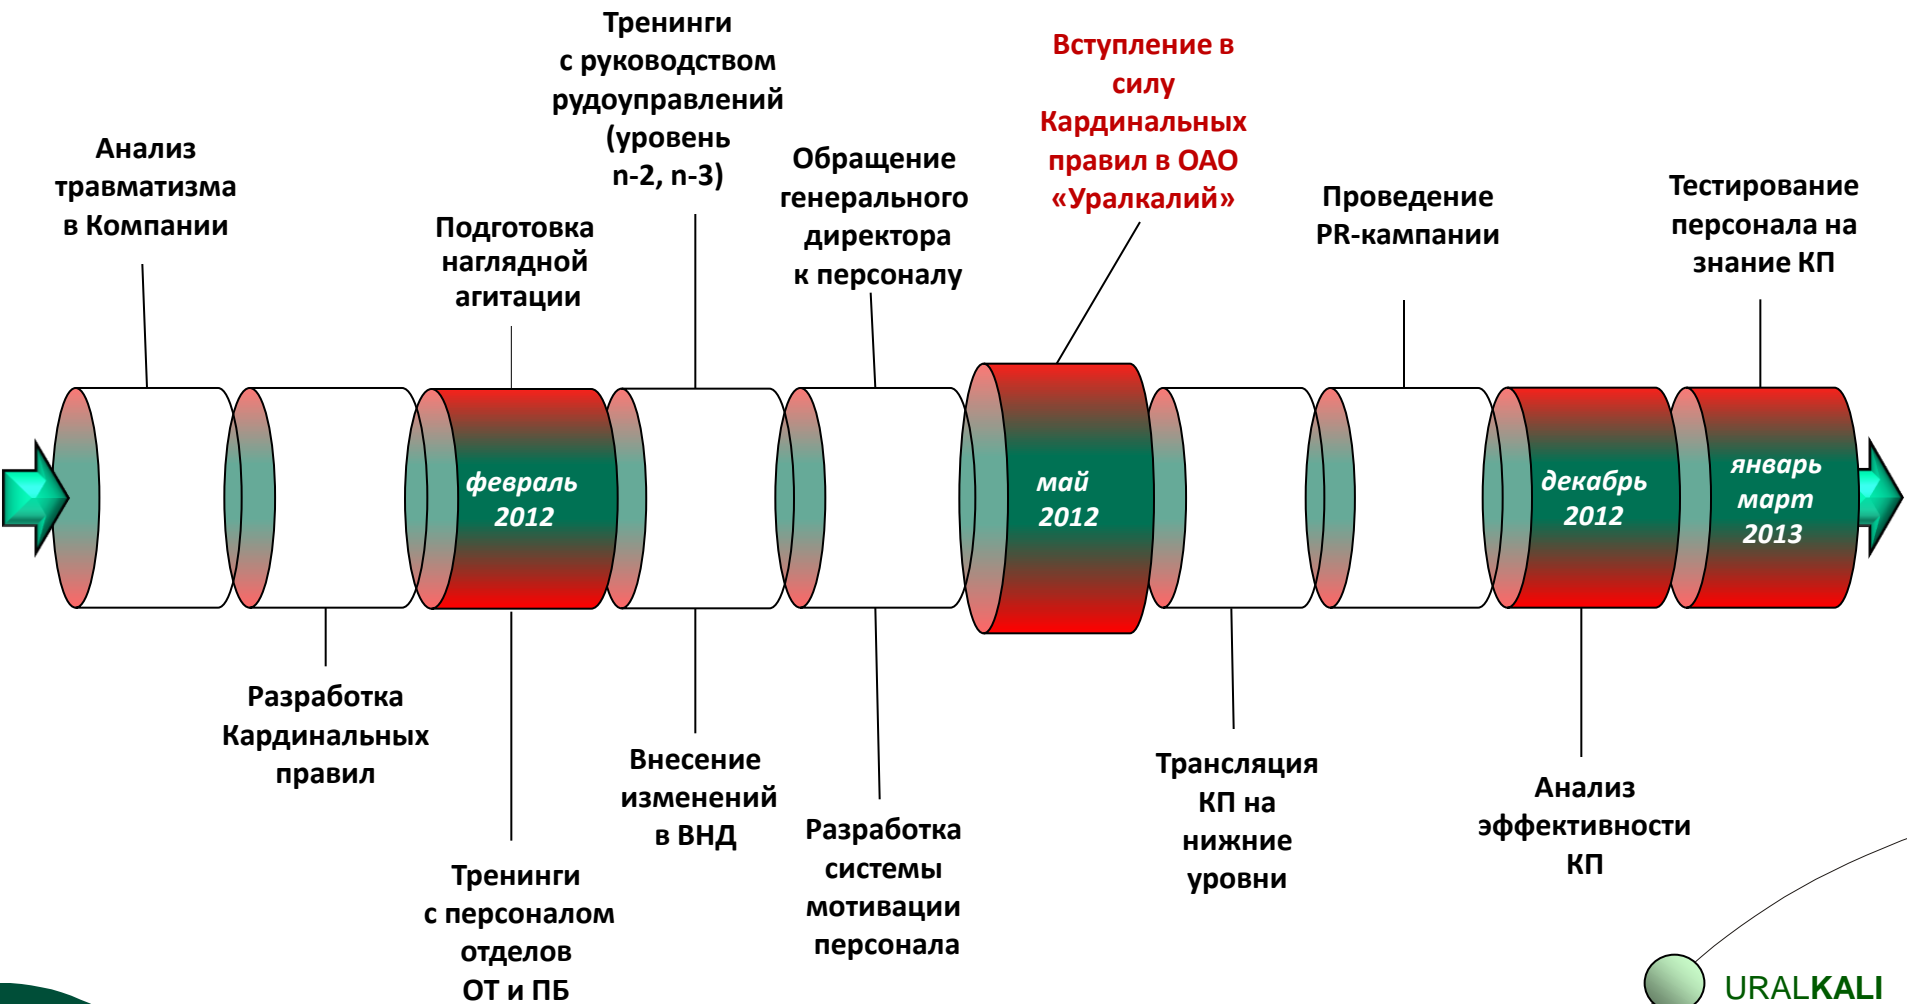 Тренинги
с руководством
рудоуправлений
(уровень
n-2, n-3)
Вступление в
силу
Кардинальных
правил в ОАО
«Уралкалий»
Анализ
травматизма
в Компании
Обращение
генерального
директора
к персоналу
Подготовка
наглядной
агитации
Проведение
PR-кампании
Тестирование
персонала на
знание КП
февраль
2012
май
2012
декабрь
2012
январь
март
2013
Разработка
Кардинальных
правил
Тренинги
с персоналом
отделов
ОТ и ПБ
Внесение
изменений
в ВНД
Разработка
системы
мотивации
персонала
Трансляция
КП на
нижние
уровни
Анализ
эффективности
КП
URALKALI